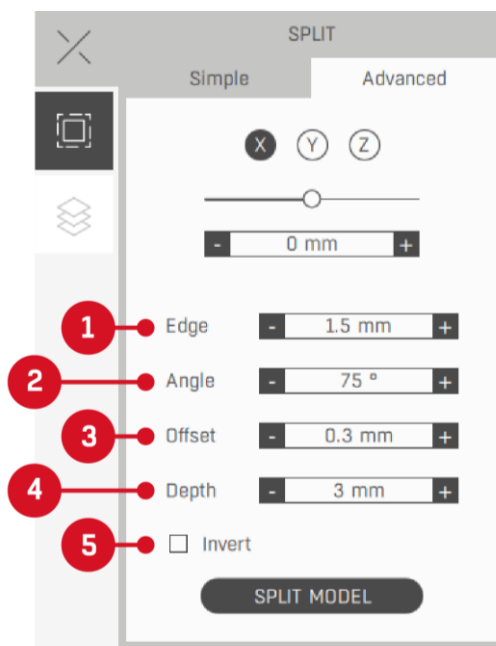 SPLIT
Simple Advanced
X Y Z
- 0 mm +
1 Edge - 1.5 mm +
2 Angle - 75 ° +
3 Offset - 0.3 mm +
4 Depth - 3 mm +
5 Invert
SPLIT MODEL